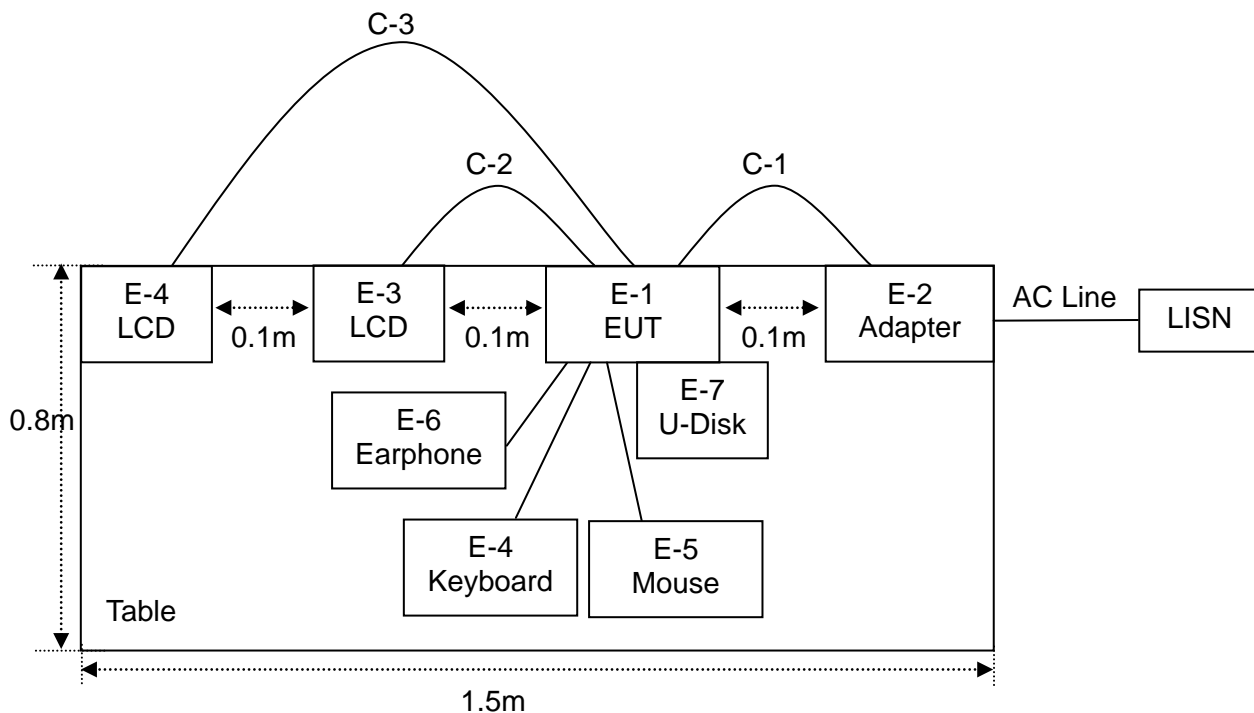 C-3
C-2
C-1
E-4
LCD
0.1m
E-3
LCD
0.1m
E-1
EUT
0.1m
E-2
Adapter
AC Line
LISN
E-6
Earphone
E-7
U-Disk
0.8m
E-4
Keyboard
E-5
Mouse
Table
1.5m